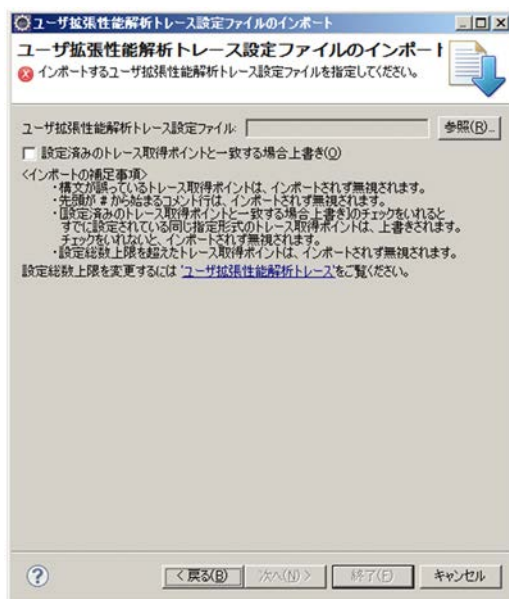 ユーザ拡張性能解析トレース設定ファイルのインポート
ユーザ拡張性能解析トレース設定ファイルのインポート
インポートするユーザ拡張性能解析トレース設定ファイルを指定してください。
ユーザ拡張性能解析トレース設定ファイル:
参照(R)...
設定済みのトレース取得ポイントと一致する場合上書き(O)
<インポートの補足事項>
・構文が誤っているトレース取得ポイントは、インポートされず無視されます。
・先頭が # から始まるコメント行は、インポートされず無視されます。
・[設定済みのトレース取得ポイントと一致する場合上書き]のチェックをいれると
すでに設定されている同じ指定形式のトレース取得ポイントは、上書きされます。
チェックをいれないと、インポートされず無視されます。
・設定総数上限を超えたトレース取得ポイントは、インポートされず無視されます。
設定総数上限を変更するには 'ユーザ拡張性能解析トレース'をご覧ください。
?
< 戻る(B)
次へ(N) >
終了(F)
キャンセル